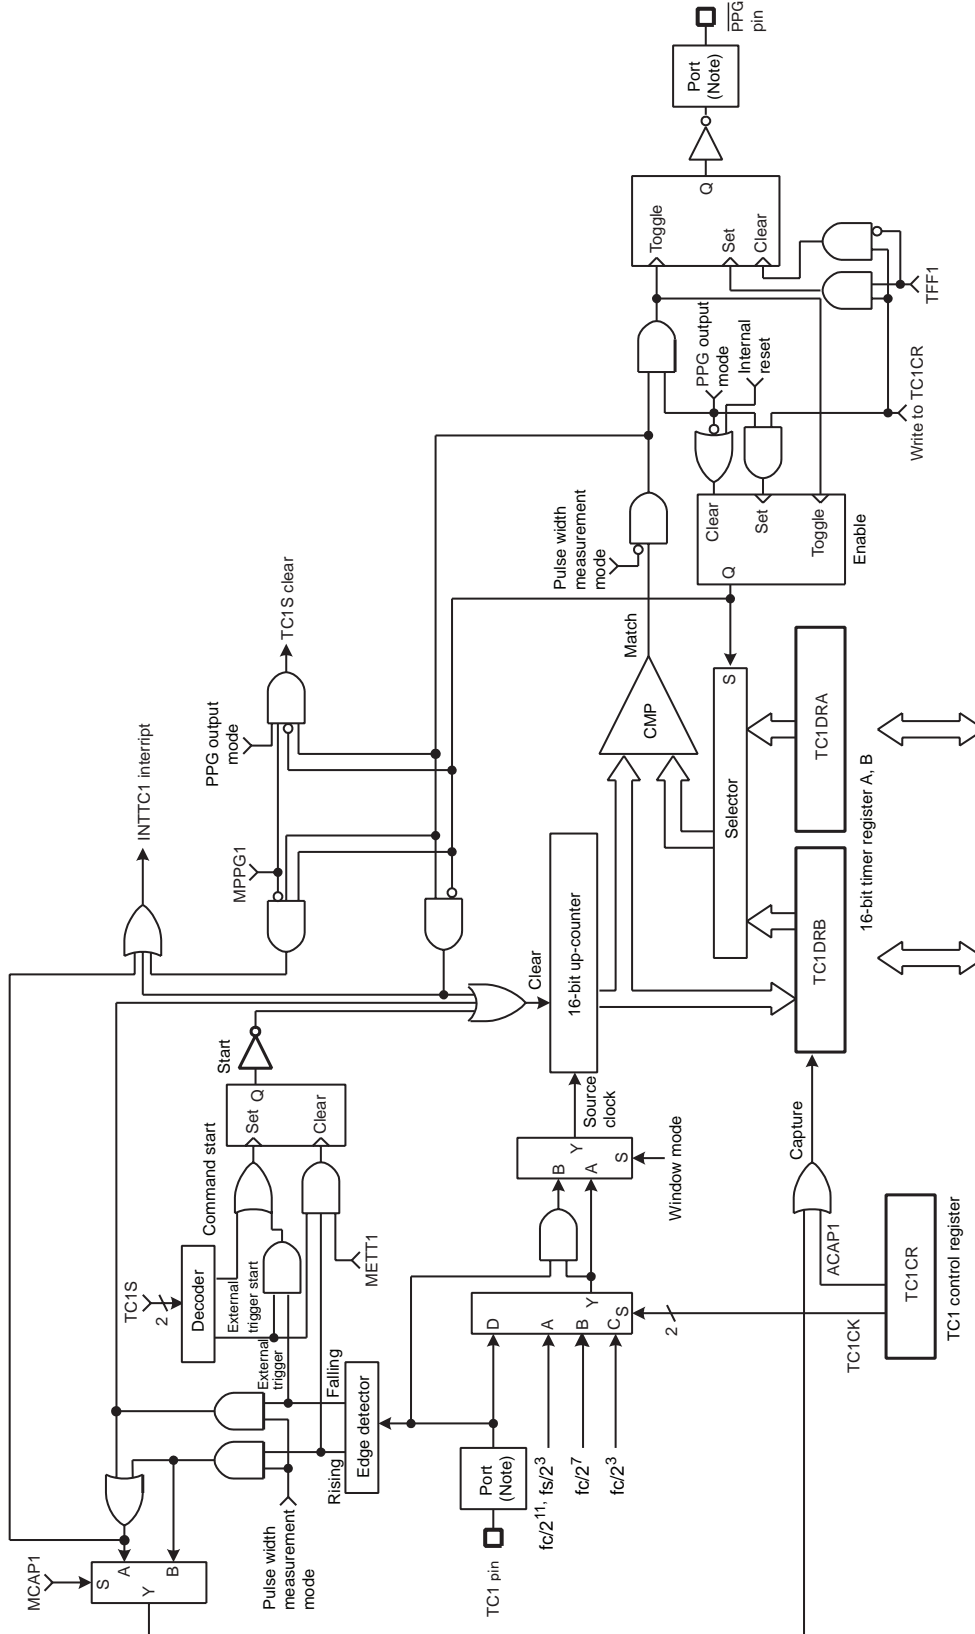 MCAP1
S
A
B
Y
Pulse width
measurement
mode
TC1S
2
Decoder
External
trigger start
External
trigger
Command start
Set
Q
Clear
Start
METT1
Rising
Falling
Edge detector
TC1 pin
Port
(Note)
fc/2^11, fs/2^3
fc/2^7
fc/2^3
D
A
B
C
Y
S
2
TC1CK
B
A
Y
S
Window mode
Source
clock
Clear
16-bit up-counter
INTTC1 interript
MPPG1
PPG output
mode
TC1S clear
CMP
Match
Pulse width
measurement
mode
Selector
S
TC1DRB
TC1DRA
16-bit timer register A, B
Capture
ACAP1
TC1CR
TC1 control register
Q
Clear
Set
Toggle
Enable
PPG output
mode
Internal
reset
Write to TC1CR
TFF1
Toggle
Set
Clear
Q
Port
(Note)
PPG
pin